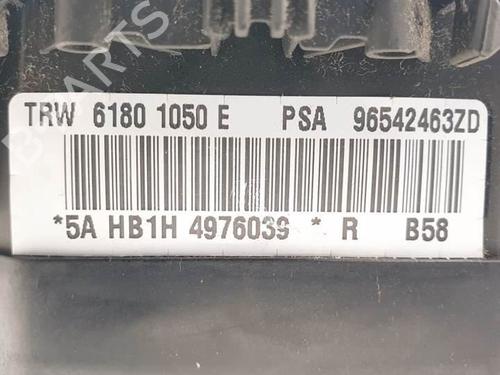 TRW 6180 1050 E PSA 96542463ZD
*5A HB1H 4976039 * R B58